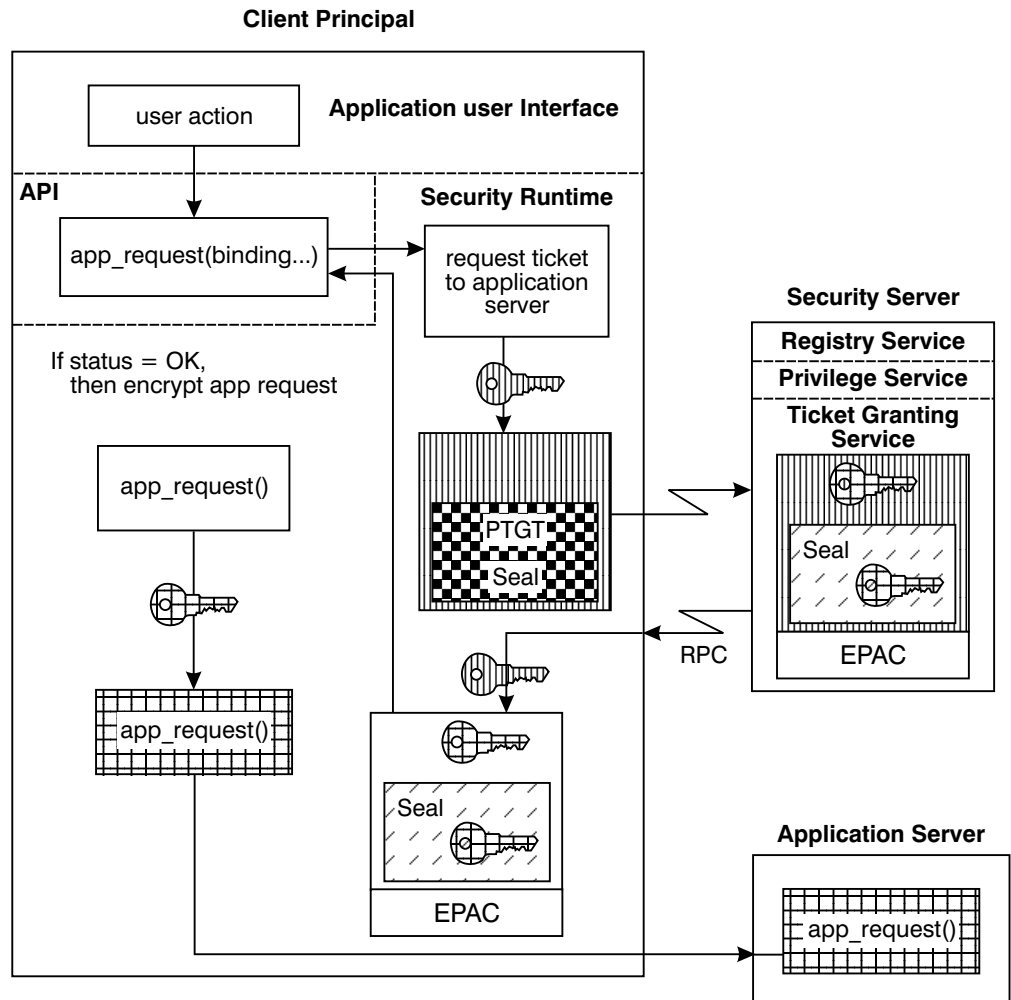 Client Principal
user action
Application user Interface
API
Security Runtime
app_request(binding...)
request ticket
to application
server
If status = OK,
then encrypt app request
Security Server
Registry Service
Privilege Service
Ticket Granting
Service
app_request()
PTGT
Seal
Seal
EPAC
RPC
app_request()
Seal
EPAC
Application Server
app_request()